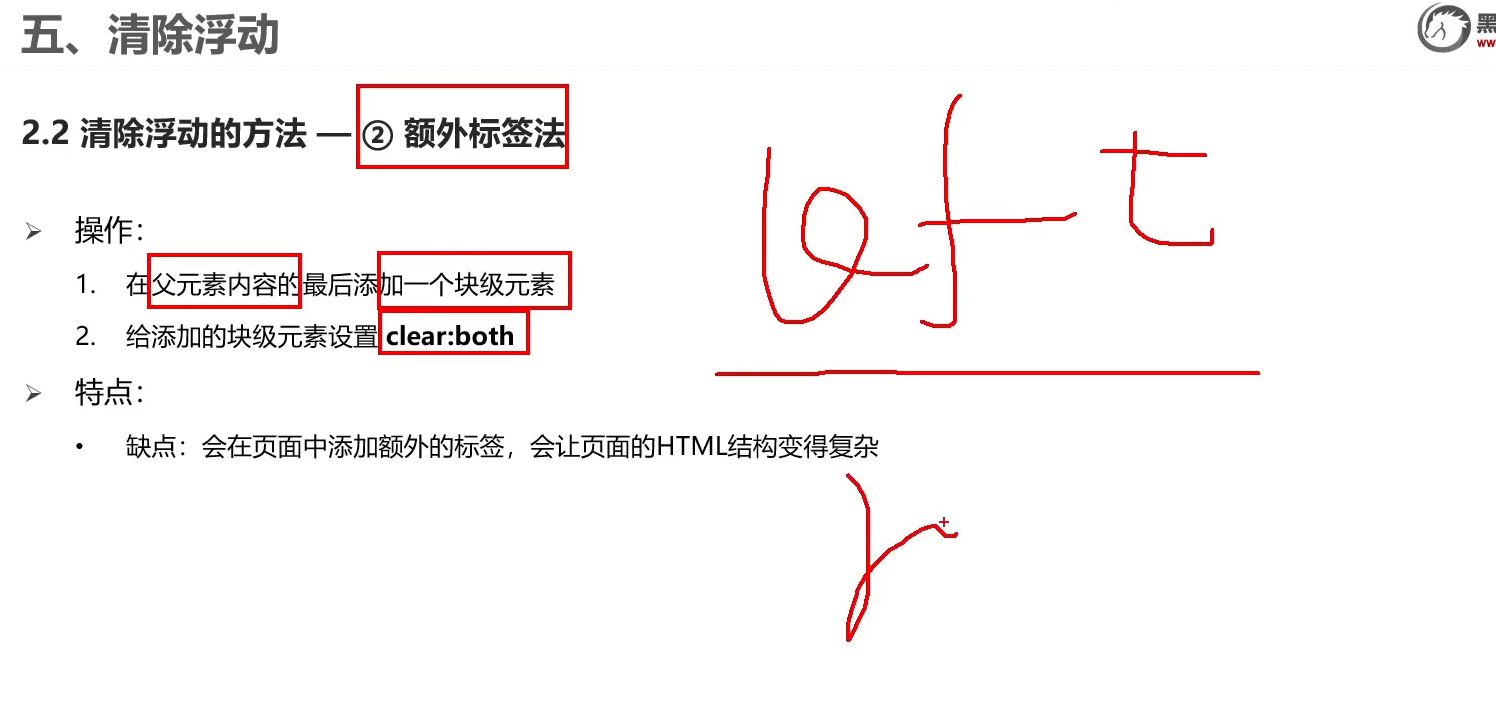 五、清除浮动
黑
ww
2.2 清除浮动的方法 — ② 额外标签法
left
➢ 操作：
1. 在父元素内容的最后添加一个块级元素
2. 给添加的块级元素设置 clear:both
➢ 特点：
• 缺点：会在页面中添加额外的标签，会让页面的HTML结构变得复杂
r